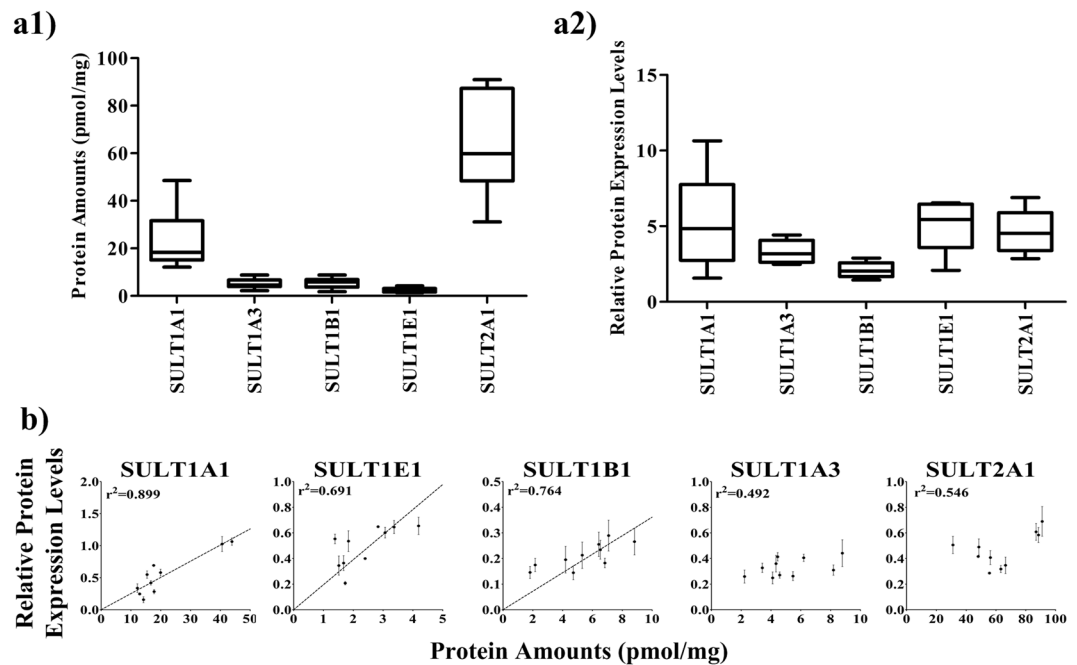 a1)
a2)
Protein Amounts (pmol/mg)
100
80
60
40
20
0
SULT1A1
SULT1A3
SULT1B1
SULT1E1
SULT2A1
Relative Protein Expression Levels
15
10
5
0
SULT1A1
SULT1A3
SULT1B1
SULT1E1
SULT2A1
b)
Relative Protein
Expression Levels
SULT1A1
r²=0.899
2.0
1.5
1.0
0.5
0.0
0 10 20 30 40 50
SULT1E1
r²=0.691
1.0
0.8
0.6
0.4
0.2
0.0
0 1 2 3 4 5
SULT1B1
r²=0.764
0.5
0.4
0.3
0.2
0.1
0.0
0 2 4 6 8 10
SULT1A3
r²=0.492
1.0
0.8
0.6
0.4
0.2
0.0
0 2 4 6 8 10
SULT2A1
r²=0.546
1.0
0.8
0.6
0.4
0.2
0.0
0 20 40 60 80 100
Protein Amounts (pmol/mg)